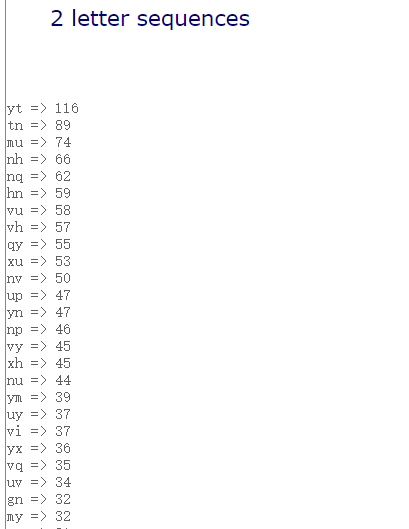 2 letter sequences
yt => 116
tn => 89
mu => 74
nh => 66
nq => 62
hn => 59
vu => 58
vh => 57
qy => 55
xu => 53
nv => 50
up => 47
yn => 47
np => 46
vy => 45
xh => 45
nu => 44
ym => 39
uy => 37
vi => 37
yx => 36
vq => 35
uv => 34
gn => 32
my => 32